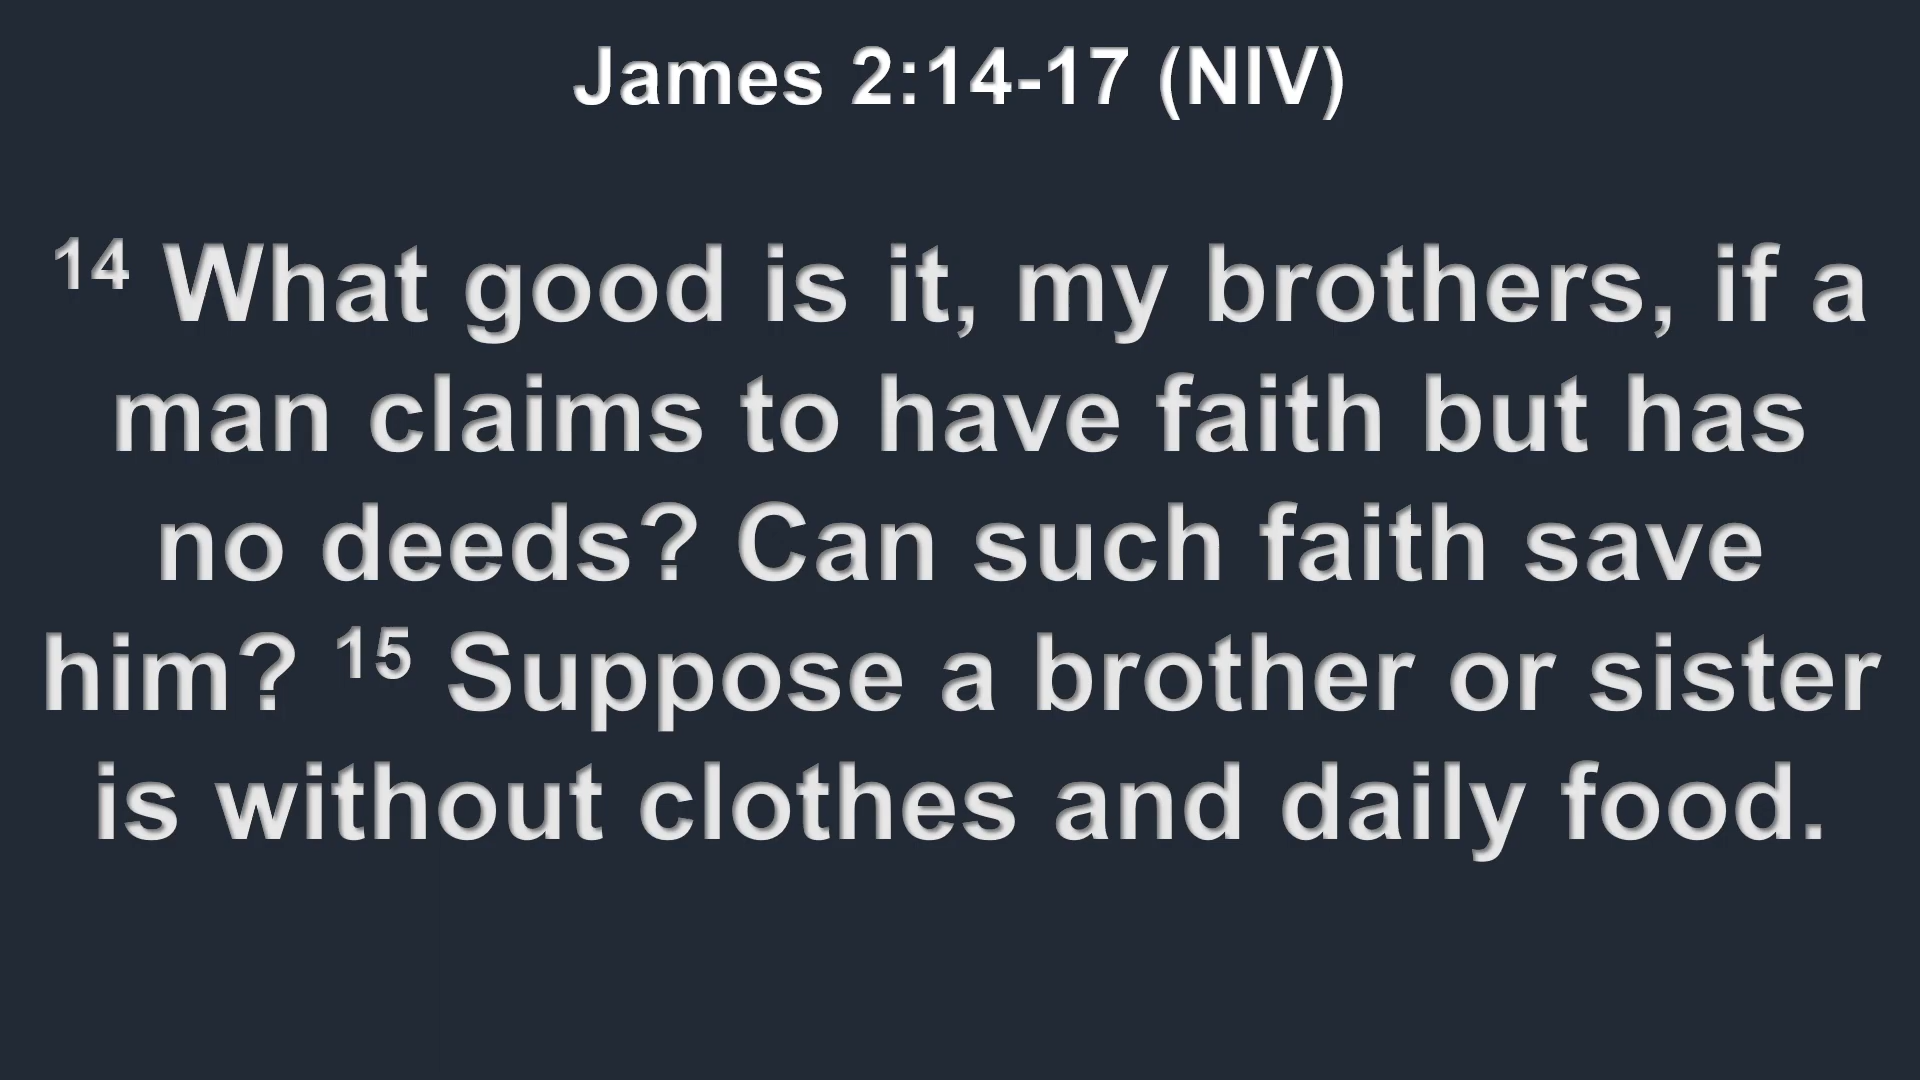 James 2:14-17 (NIV)
14 What good is it, my brothers, if a
man claims to have faith but has
no deeds? Can such faith save
him? 15 Suppose a brother or sister
is without clothes and daily food.